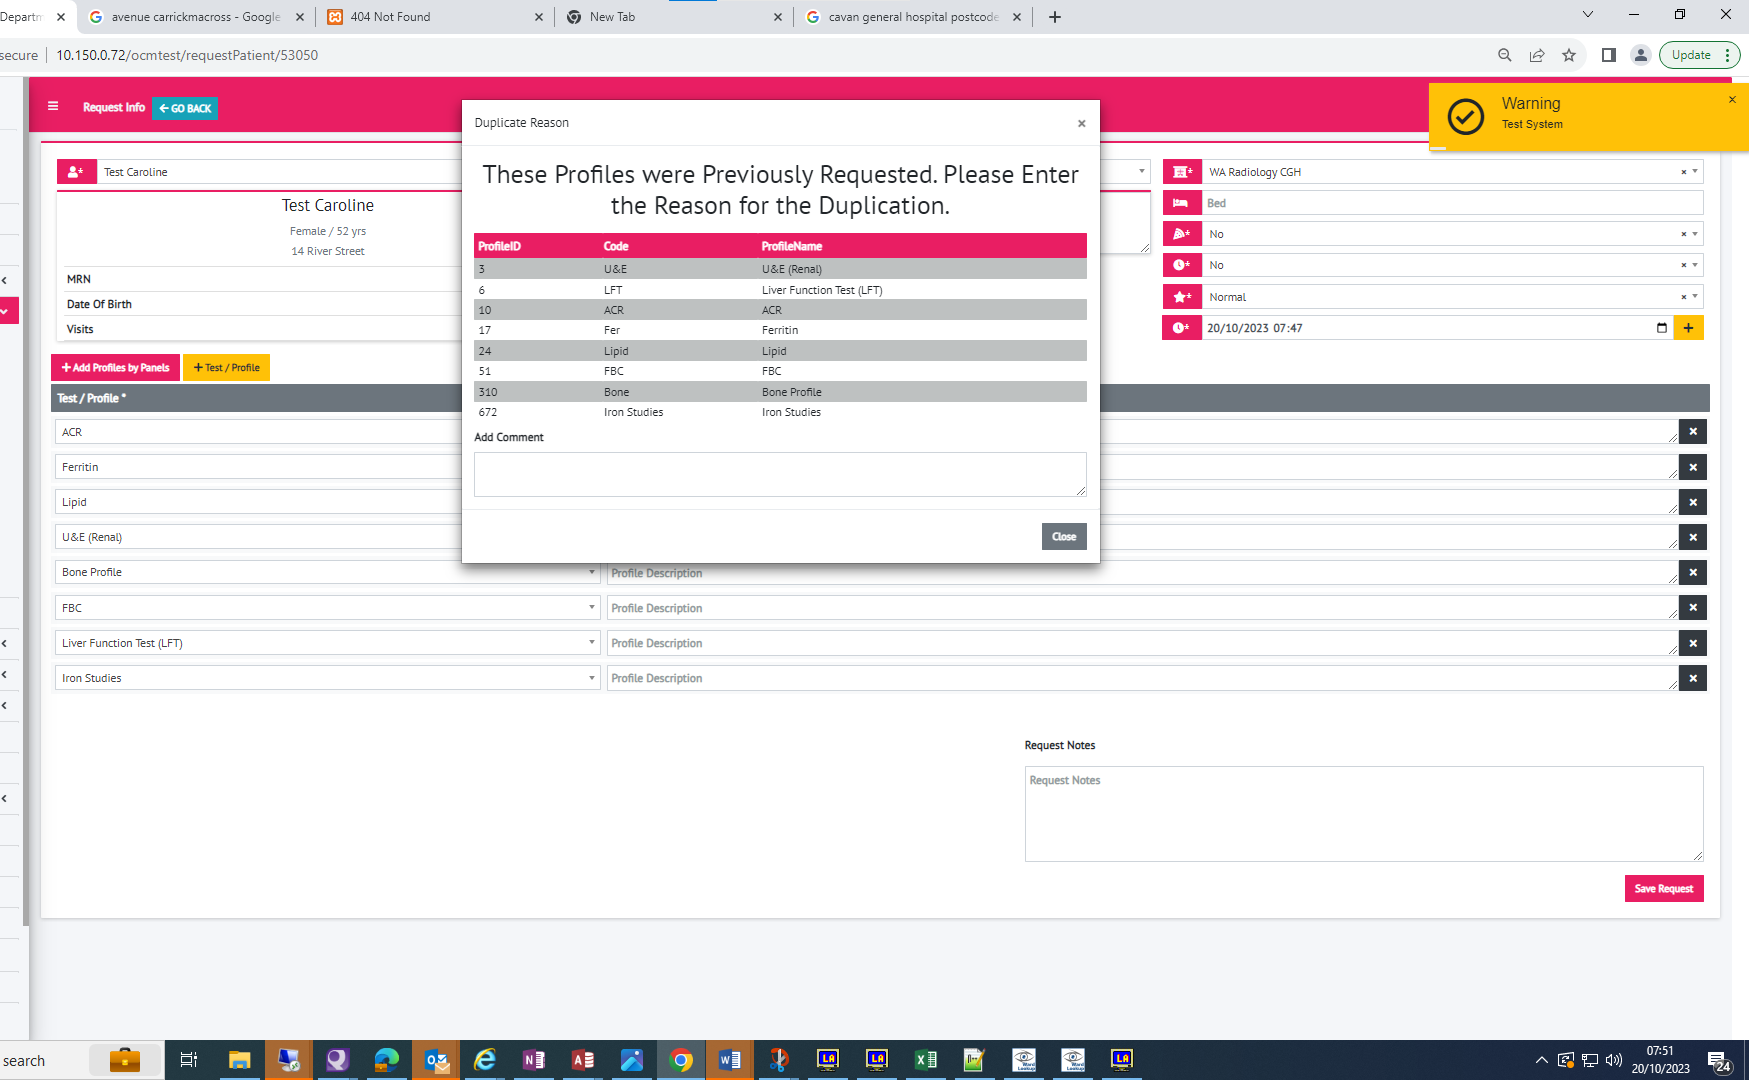 Departm
avenue carrickmacross - Google
404 Not Found
New Tab
cavan general hospital postcode
secure
10.150.0.72/ocmtest/requestPatient/53050
Update
Request Info
GO BACK
Warning
Test System
Duplicate Reason
These Profiles were Previously Requested. Please Enter
the Reason for the Duplication.
ProfileID Code ProfileName
3 U&E U&E (Renal)
6 LFT Liver Function Test (LFT)
10 ACR ACR
17 Fer Ferritin
24 Lipid Lipid
51 FBC FBC
310 Bone Bone Profile
672 Iron Studies Iron Studies
Add Comment
Close
Test Caroline
Test Caroline
Female / 52 yrs
14 River Street
MRN
Date Of Birth
Visits
WA Radiology CGH
Bed
No
No
Normal
20/10/2023 07:47
Add Profiles by Panels
Test / Profile
Test / Profile *
ACR
Ferritin
Lipid
U&E (Renal)
Bone Profile Profile Description
FBC Profile Description
Liver Function Test (LFT) Profile Description
Iron Studies Profile Description
Request Notes
Request Notes
Save Request
search
07:51
20/10/2023
24